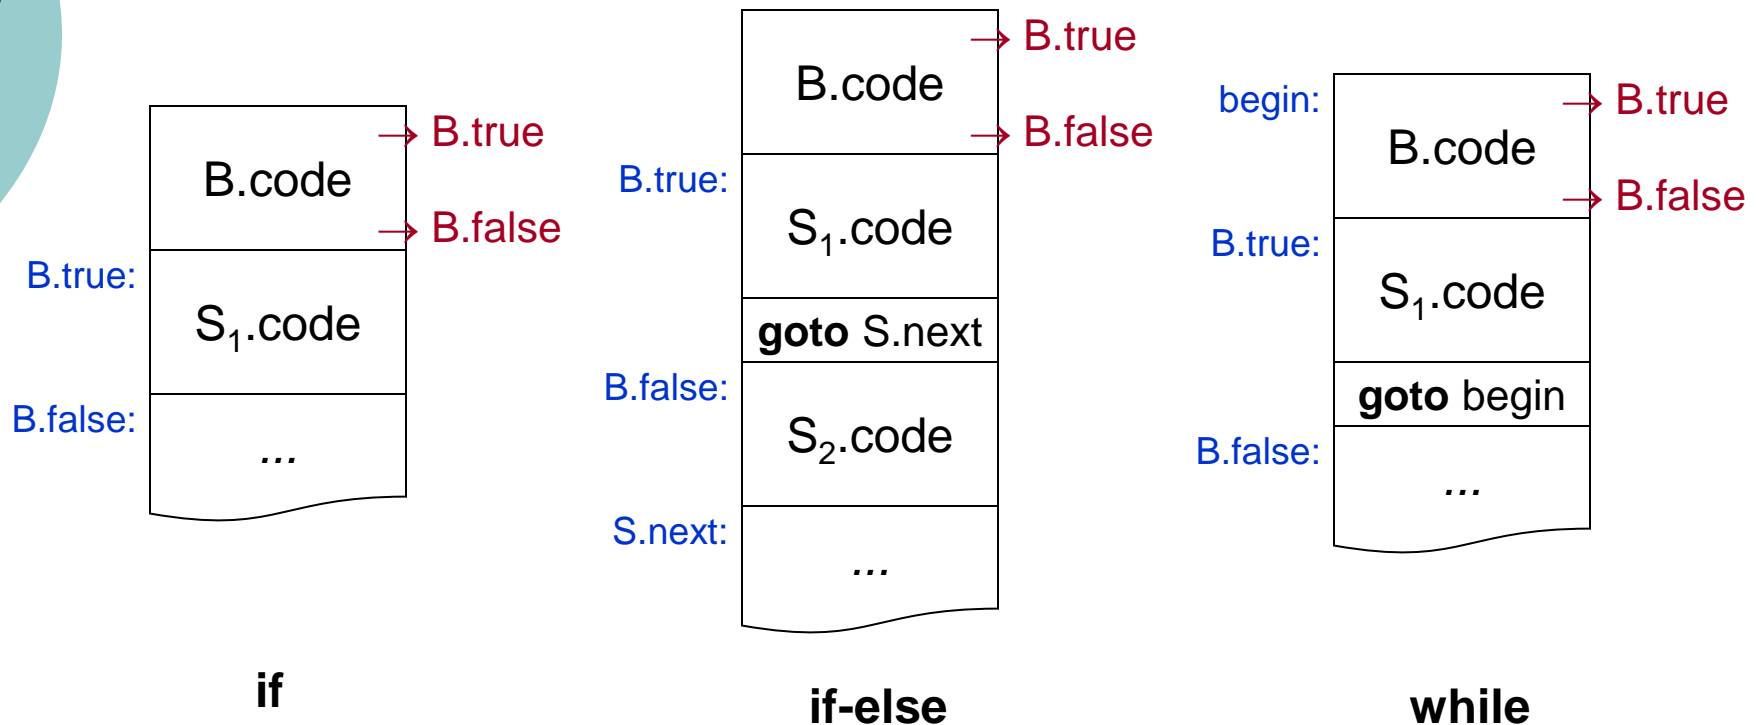 B.code
→ B.true
→ B.false
B.true:
S₁.code
B.false:
...
if
B.code
→ B.true
→ B.false
B.true:
S₁.code
goto S.next
B.false:
S₂.code
S.next:
...
if-else
begin:
B.code
→ B.true
→ B.false
B.true:
S₁.code
goto begin
B.false:
...
while